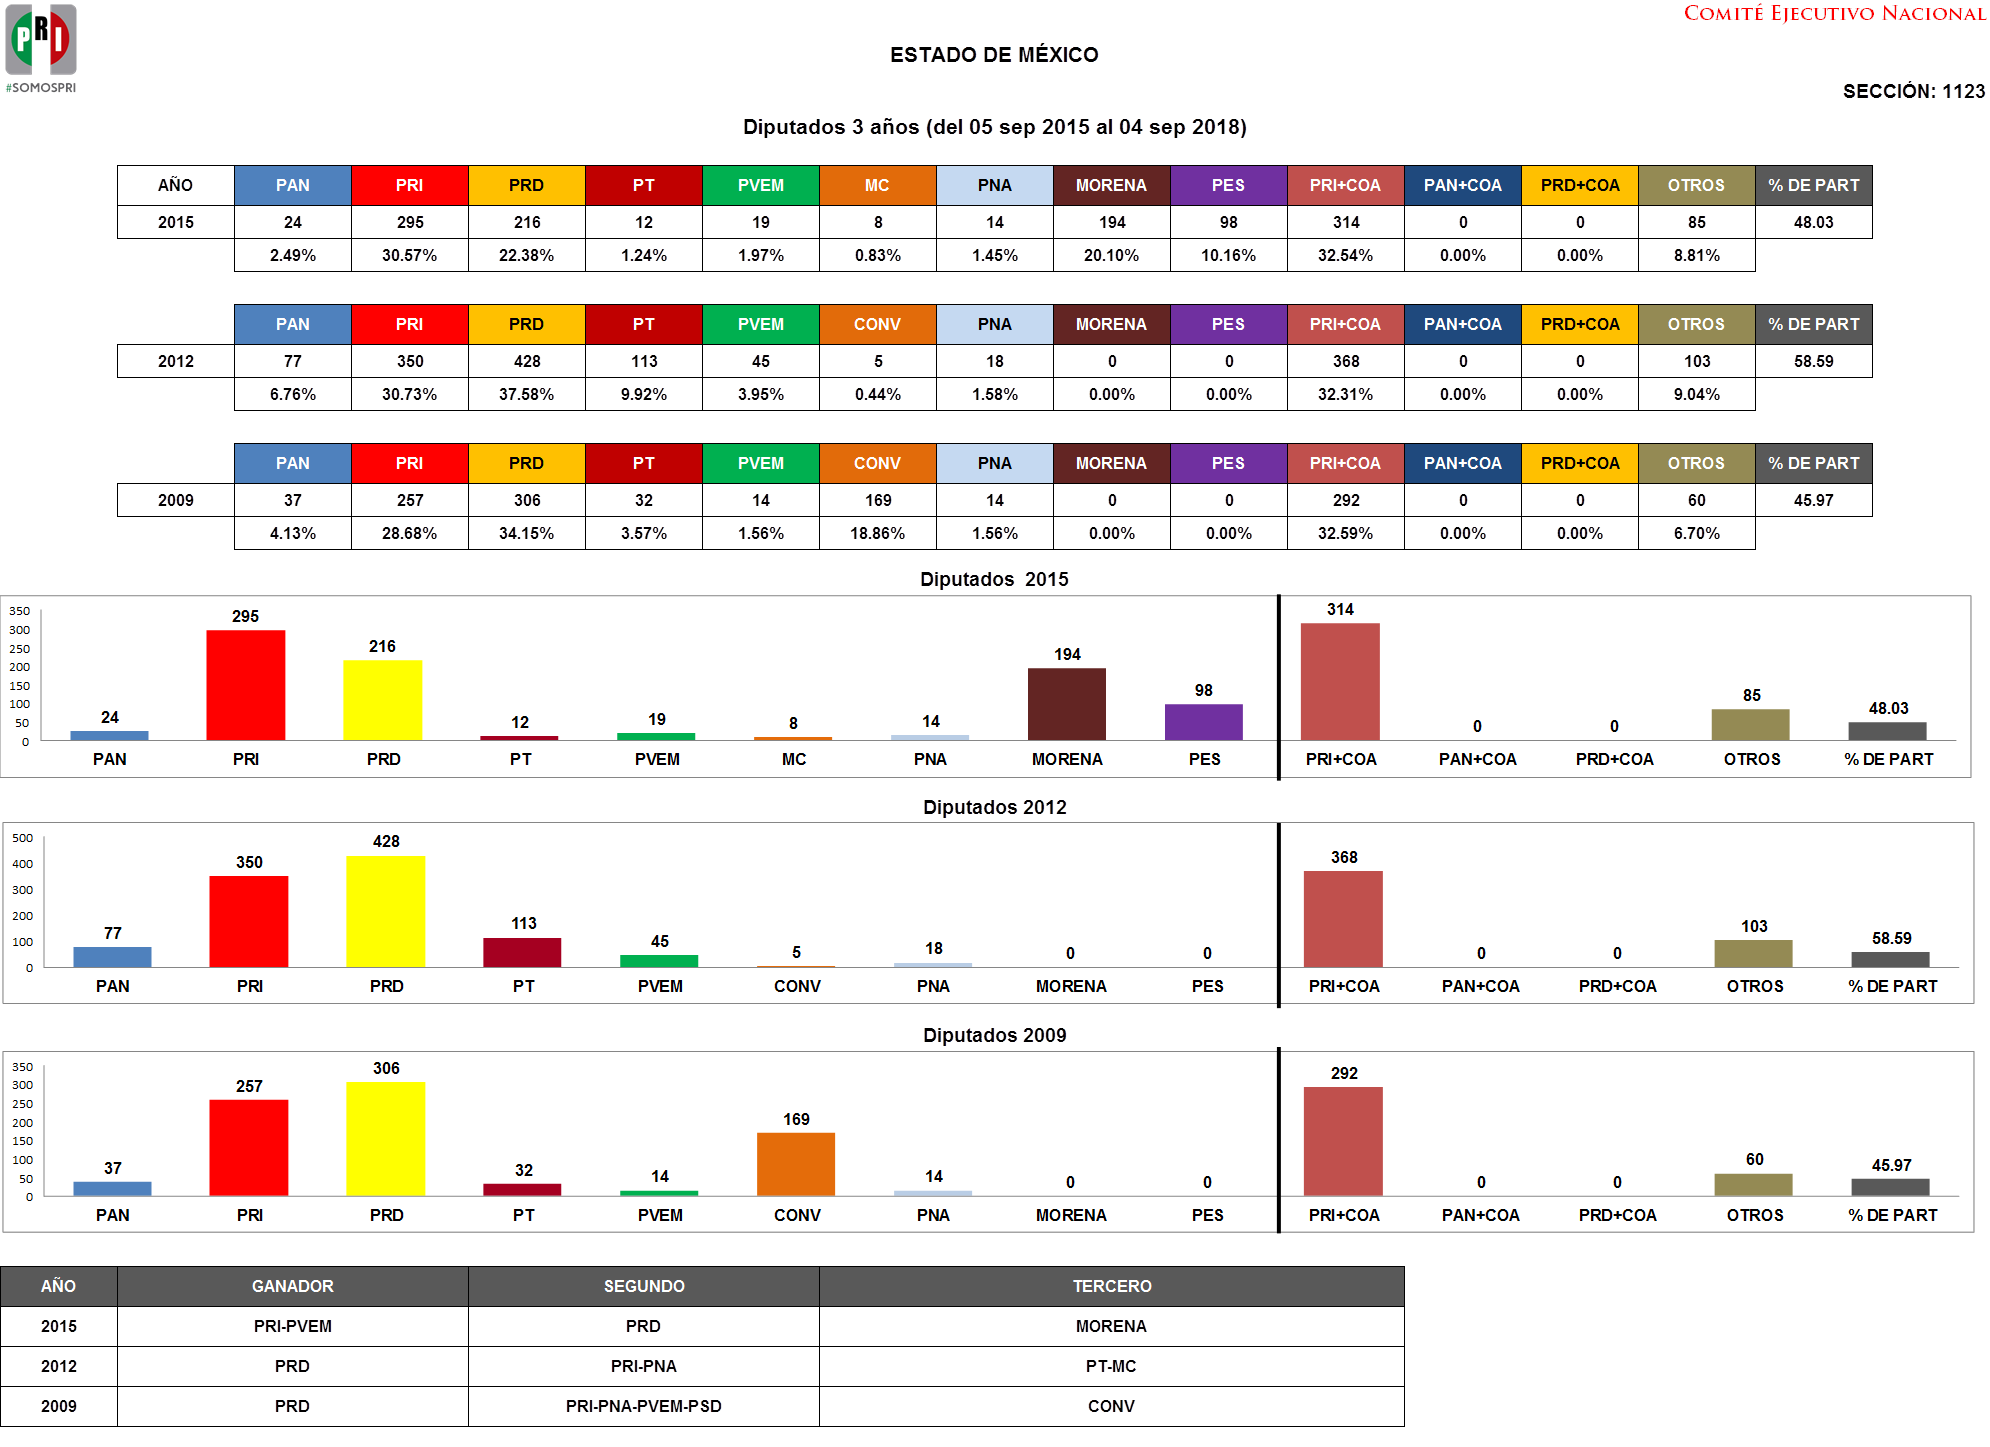 PRI
#SOMOSPRI
COMITÉ EJECUTIVO NACIONAL
ESTADO DE MÉXICO
SECCIÓN: 1123
Diputados 3 años (del 05 sep 2015 al 04 sep 2018)
AÑO PAN PRI PRD PT PVEM MC PNA MORENA PES PRI+COA PAN+COA PRD+COA OTROS % DE PART
2015 24 295 216 12 19 8 14 194 98 314 0 0 85 48.03
2.49% 30.57% 22.38% 1.24% 1.97% 0.83% 1.45% 20.10% 10.16% 32.54% 0.00% 0.00% 8.81%
PAN PRI PRD PT PVEM CONV PNA MORENA PES PRI+COA PAN+COA PRD+COA OTROS % DE PART
2012 77 350 428 113 45 5 18 0 0 368 0 0 103 58.59
6.76% 30.73% 37.58% 9.92% 3.95% 0.44% 1.58% 0.00% 0.00% 32.31% 0.00% 0.00% 9.04%
PAN PRI PRD PT PVEM CONV PNA MORENA PES PRI+COA PAN+COA PRD+COA OTROS % DE PART
2009 37 257 306 32 14 169 14 0 0 292 0 0 60 45.97
4.13% 28.68% 34.15% 3.57% 1.56% 18.86% 1.56% 0.00% 0.00% 32.59% 0.00% 0.00% 6.70%
Diputados 2015
350
300
250
200
150
100
50
0
24 295 216 12 19 8 14 194 98 314 0 0 85 48.03
PAN PRI PRD PT PVEM MC PNA MORENA PES PRI+COA PAN+COA PRD+COA OTROS % DE PART
Diputados 2012
500
400
300
200
100
0
77 350 428 113 45 5 18 0 0 368 0 0 103 58.59
PAN PRI PRD PT PVEM CONV PNA MORENA PES PRI+COA PAN+COA PRD+COA OTROS % DE PART
Diputados 2009
350
300
250
200
150
100
50
0
37 257 306 32 14 169 14 0 0 292 0 0 60 45.97
PAN PRI PRD PT PVEM CONV PNA MORENA PES PRI+COA PAN+COA PRD+COA OTROS % DE PART
AÑO GANADOR SEGUNDO TERCERO
2015 PRI-PVEM PRD MORENA
2012 PRD PRI-PNA PT-MC
2009 PRD PRI-PNA-PVEM-PSD CONV